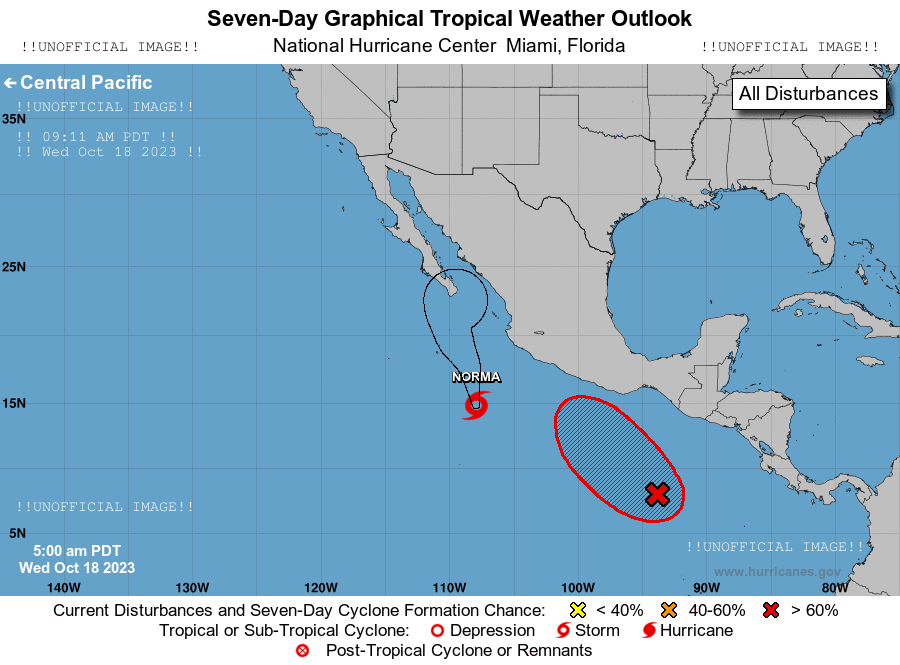 Seven-Day Graphical Tropical Weather Outlook
!!UNOFFICIAL IMAGE!! National Hurricane Center Miami, Florida !!UNOFFICIAL IMAGE!!
← Central Pacific
All Disturbances
!!UNOFFICIAL IMAGE!!
35N
!! 09:11 AM PDT !!
!! Wed Oct 18 2023 !!
25N
NORMA
15N
!!UNOFFICIAL IMAGE!!
5N
!!UNOFFICIAL IMAGE!!
5:00 am PDT
Wed Oct 18 2023
www.hurricanes.gov
140W 130W 120W 110W 100W 90W 80W
Current Disturbances and Seven-Day Cyclone Formation Chance: < 40% 40-60% > 60%
Tropical or Sub-Tropical Cyclone: Depression Storm Hurricane
Post-Tropical Cyclone or Remnants